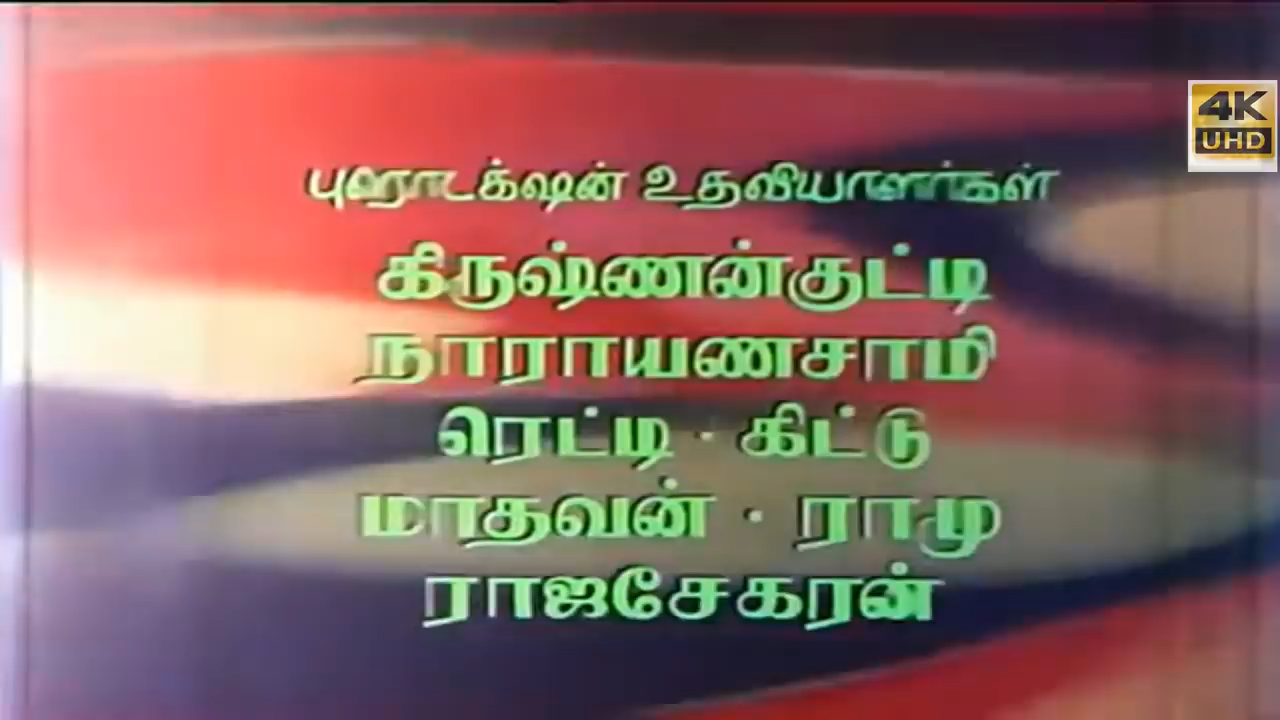 4K
UHD
புரொடக்ஷன் உதவியாளர்கள்
கிருஷ்ணன்குட்டி
நாராயணசாமி
ரெட்டி · கிட்டு
மாதவன் · ராமு
ராஜசேகரன்